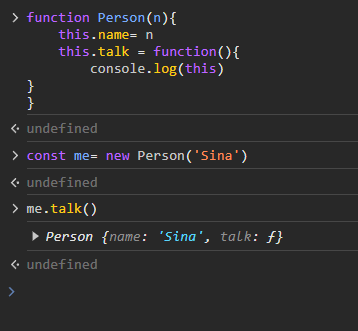 function Person(n){
    this.name= n
    this.talk = function(){
        console.log(this)
}
}
undefined
const me= new Person('Sina')
undefined
me.talk()
Person {name: 'Sina', talk: ƒ}
undefined